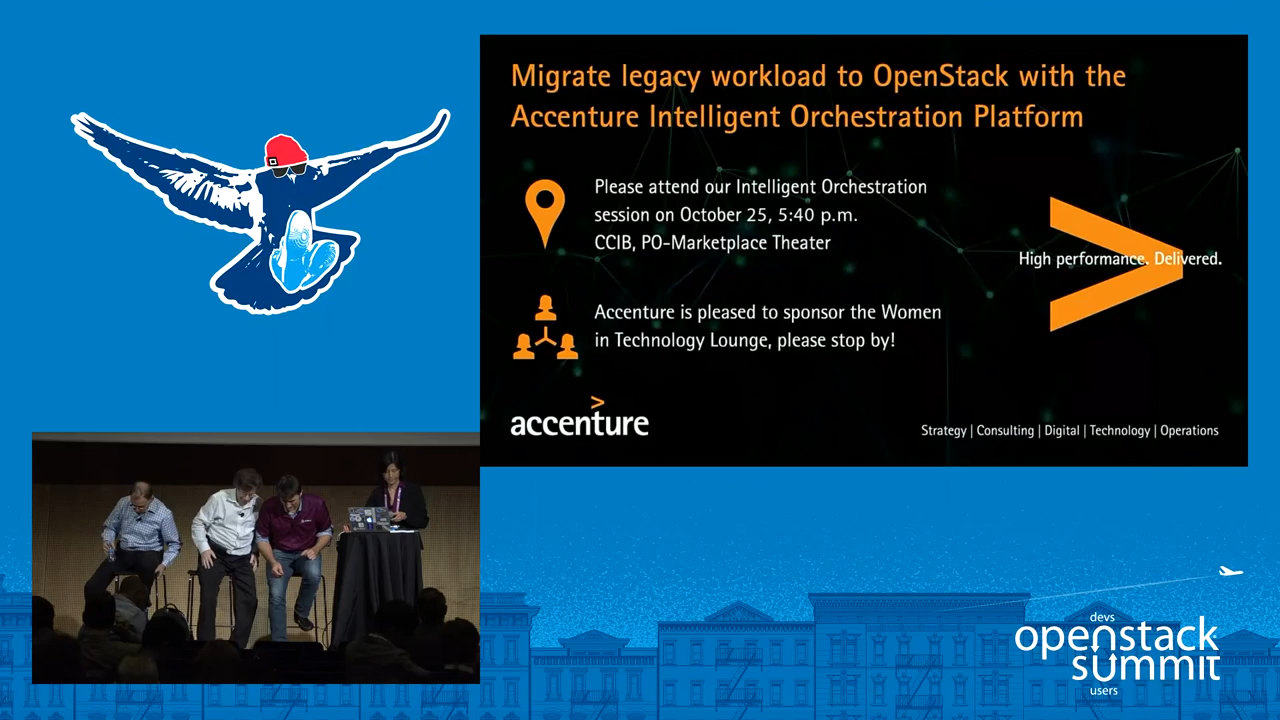 Migrate legacy workload to OpenStack with the
Accenture Intelligent Orchestration Platform
Please attend our Intelligent Orchestration
session on October 25, 5:40 p.m.
CCIB, PO-Marketplace Theater
High performance. Delivered.
Accenture is pleased to sponsor the Women
in Technology Lounge, please stop by!
>
accenture
Strategy | Consulting | Digital | Technology | Operations
devs
openstack
summit
users